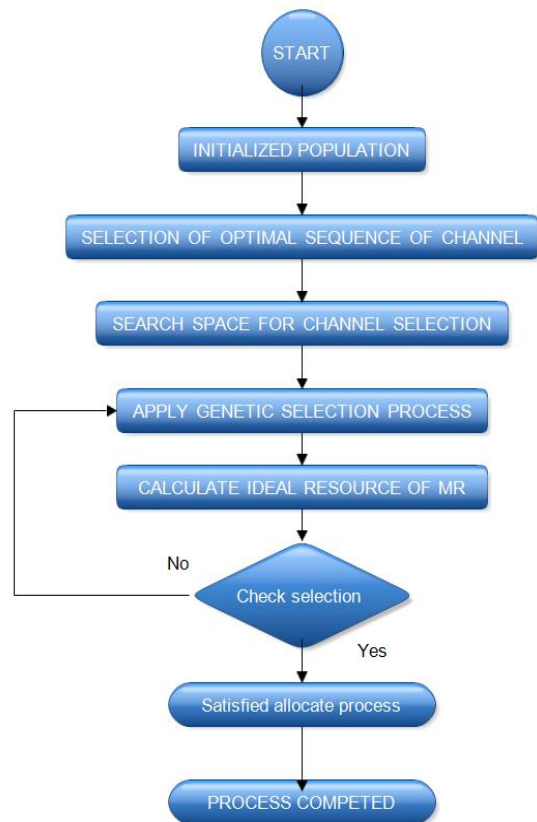 START
INITIALIZED POPULATION
SELECTION OF OPTIMAL SEQUENCE OF CHANNEL
SEARCH SPACE FOR CHANNEL SELECTION
APPLY GENETIC SELECTION PROCESS
CALCULATE IDEAL RESOURCE OF MR
No
Check selection
Yes
Satisfied allocate process
PROCESS COMPETED